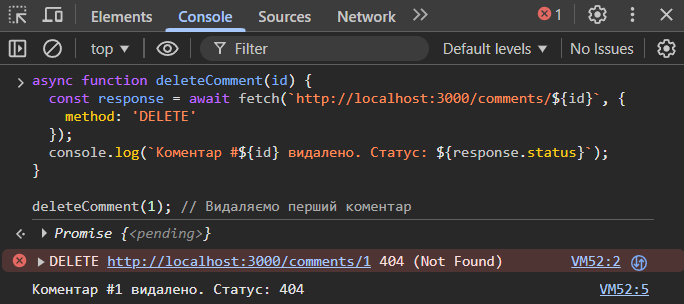 Elements Console Sources Network 1
top Filter Default levels No Issues
async function deleteComment(id) {
const response = await fetch(`http://localhost:3000/comments/${id}`, {
method: 'DELETE'
});
console.log(`Коментар #${id} видалено. Статус: ${response.status}`);
}
deleteComment(1); // Видаляємо перший коментар
Promise {<pending>}
DELETE http://localhost:3000/comments/1 404 (Not Found) VM52:2
Коментар #1 видалено. Статус: 404 VM52:5